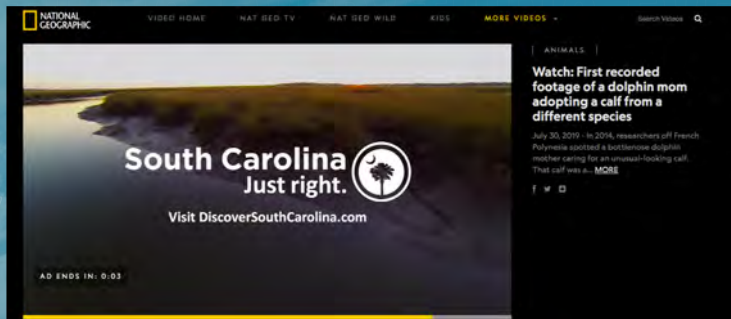 NATIONAL
GEOGRAPHIC
VIDEO HOME
NAT GEO TV
NAT GEO WILD
KIDS
MORE VIDEOS
Search Videos
ANIMALS
Watch: First recorded
footage of a dolphin mom
adopting a calf from a
different species
July 30, 2019 - In 2014, researchers off French
Polynesia spotted a bottlenose dolphin
mother caring for an unusual-looking calf.
That calf was a... MORE
South Carolina
Just right.
Visit DiscoverSouthCarolina.com
AD ENDS IN: 0:03